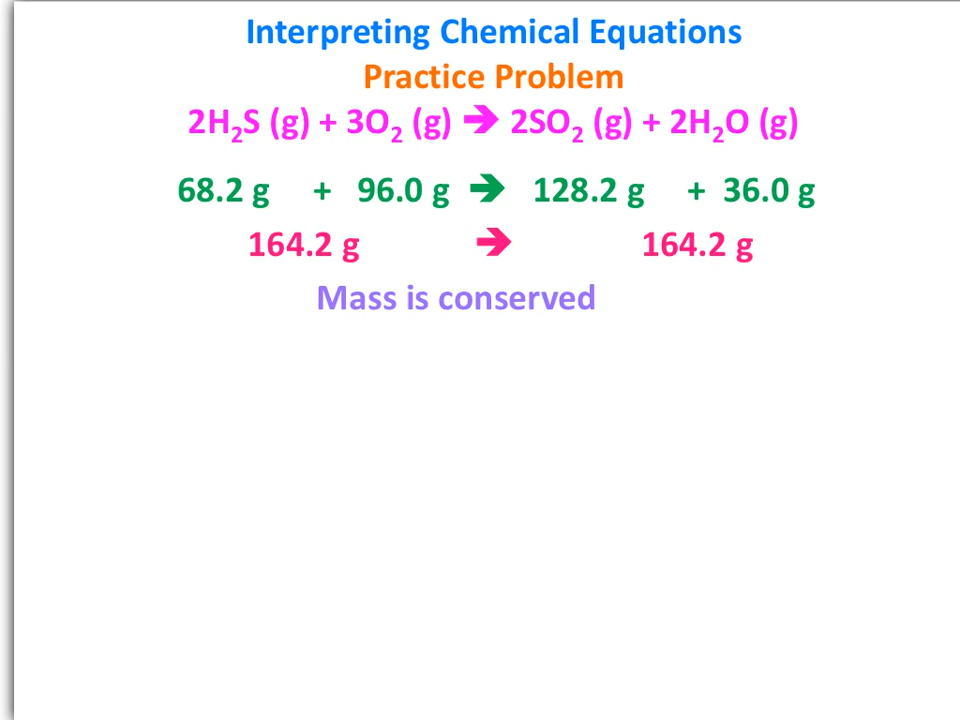 Interpreting Chemical Equations
Practice Problem
2H₂S (g) + 3O₂ (g) ➔ 2SO₂ (g) + 2H₂O (g)
68.2 g + 96.0 g ➔ 128.2 g + 36.0 g
164.2 g ➔ 164.2 g
Mass is conserved